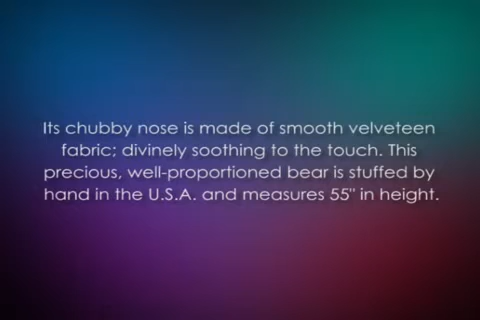 Its chubby nose is made of smooth velveteen
fabric; divinely soothing to the touch. This
precious, well-proportioned bear is stuffed by
hand in the U.S.A. and measures 55" in height.